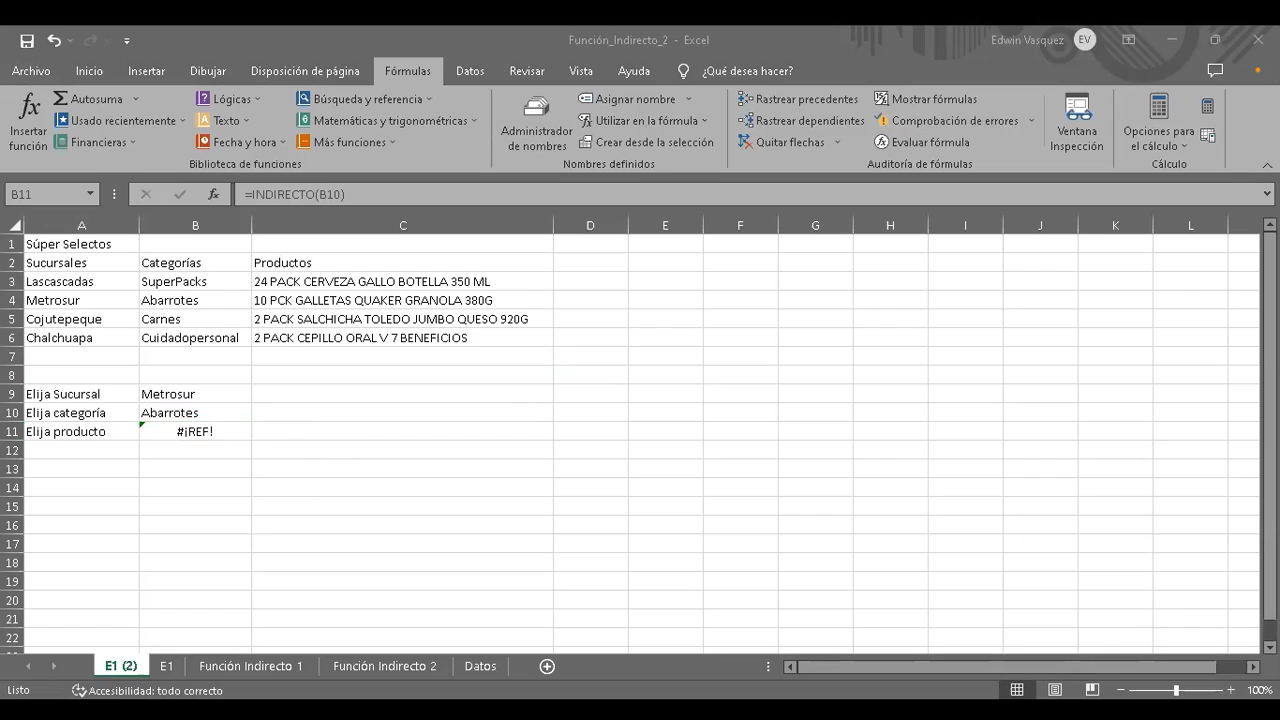 Función_Indirecto_2 - Excel
Edwin Vasquez EV
Archivo Inicio Insertar Dibujar Disposición de página Fórmulas Datos Revisar Vista Ayuda ¿Qué desea hacer?
fx Insertar función
Autosuma Lógicas Búsqueda y referencia
Usado recientemente Texto Matemáticas y trigonométricas
Financieras Fecha y hora Más funciones
Biblioteca de funciones
Administrador de nombres
Asignar nombre
Utilizar en la fórmula
Crear desde la selección
Nombres definidos
Rastrear precedentes Mostrar fórmulas
Rastrear dependientes Comprobación de errores
Quitar flechas Evaluar fórmula
Auditoría de fórmulas
Ventana Inspección
Opciones para el cálculo
Cálculo
B11 fx =INDIRECTO(B10)
A B C D E F G H I J K L
1 Súper Selectos
2 Sucursales Categorías Productos
3 Lascascadas SuperPacks 24 PACK CERVEZA GALLO BOTELLA 350 ML
4 Metrosur Abarrotes 10 PCK GALLETAS QUAKER GRANOLA 380G
5 Cojutepeque Carnes 2 PACK SALCHICHA TOLEDO JUMBO QUESO 920G
6 Chalchuapa Cuidadopersonal 2 PACK CEPILLO ORAL V 7 BENEFICIOS
7
8
9 Elija Sucursal Metrosur
10 Elija categoría Abarrotes
11 Elija producto #¡REF!
12
13
14
15
16
17
18
19
20
21
22
E1 (2) E1 Función Indirecto 1 Función Indirecto 2 Datos
Listo Accesibilidad: todo correcto 100%